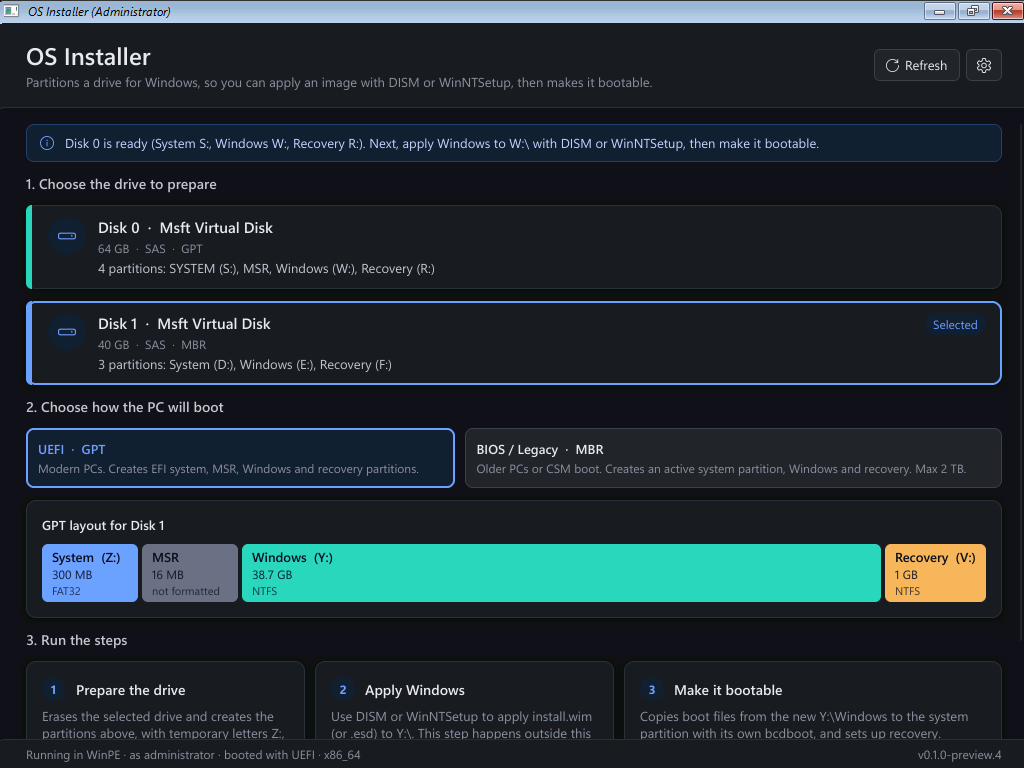 OS Installer (Administrator)
OS Installer
Partitions a drive for Windows, so you can apply an image with DISM or WinNTSetup, then makes it bootable.
Refresh
Disk 0 is ready (System S:, Windows W:, Recovery R:). Next, apply Windows to W:\ with DISM or WinNTSetup, then make it bootable.
1. Choose the drive to prepare
Disk 0 · Msft Virtual Disk
64 GB · SAS · GPT
4 partitions: SYSTEM (S:), MSR, Windows (W:), Recovery (R:)
Disk 1 · Msft Virtual Disk
Selected
40 GB · SAS · MBR
3 partitions: System (D:), Windows (E:), Recovery (F:)
2. Choose how the PC will boot
UEFI · GPT
Modern PCs. Creates EFI system, MSR, Windows and recovery partitions.
BIOS / Legacy · MBR
Older PCs or CSM boot. Creates an active system partition, Windows and recovery. Max 2 TB.
GPT layout for Disk 1
System (Z:)
300 MB
FAT32
MSR
16 MB
not formatted
Windows (Y:)
38.7 GB
NTFS
Recovery (V:)
1 GB
NTFS
3. Run the steps
1 Prepare the drive
Erases the selected drive and creates the
partitions above, with temporary letters Z:,
2 Apply Windows
Use DISM or WinNTSetup to apply install.wim
(or .esd) to Y:\. This step happens outside this
3 Make it bootable
Copies boot files from the new Y:\Windows to the system
partition with its own bcdboot, and sets up recovery.
Running in WinPE · as administrator · booted with UEFI · x86_64
v0.1.0-preview.4